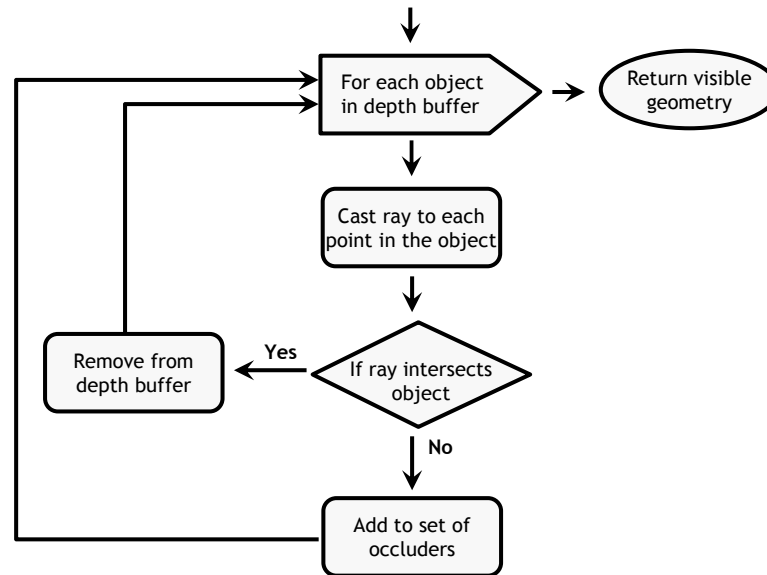 For each object
in depth buffer
Return visible
geometry
Cast ray to each
point in the object
Yes
Remove from
depth buffer
If ray intersects
object
No
Add to set of
occluders